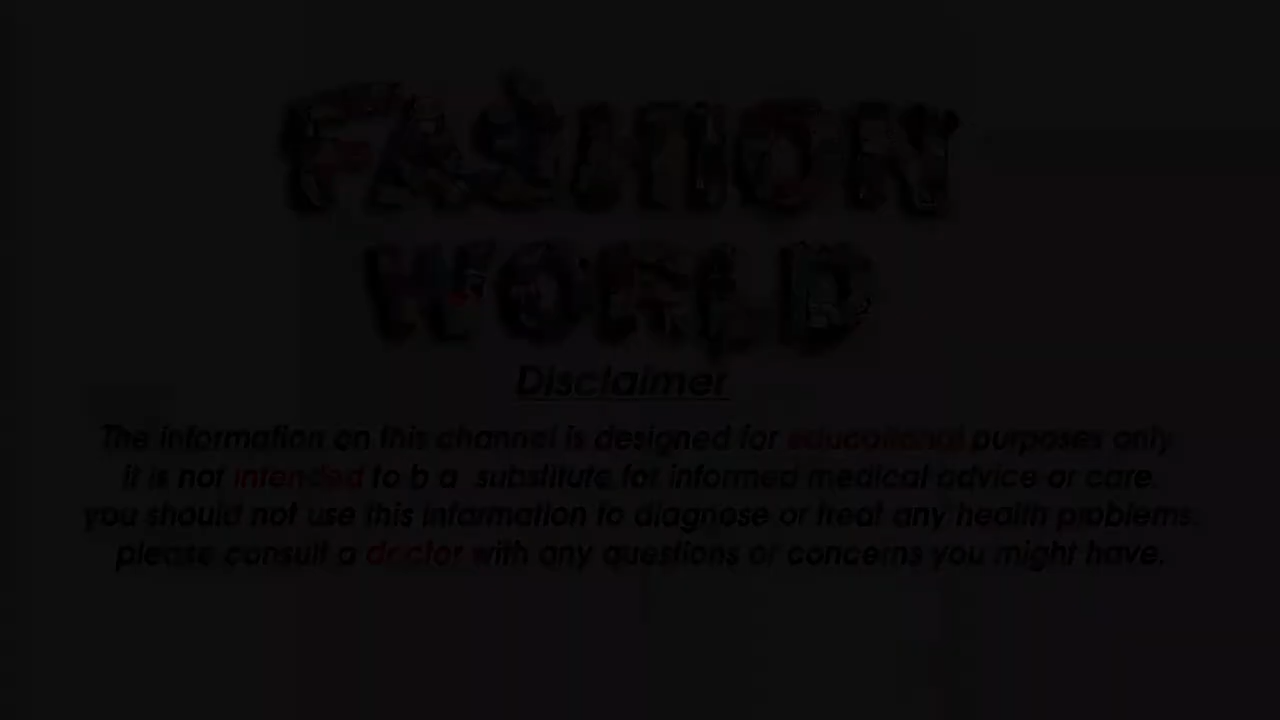 FASHION
WORLD
Disclaimer
The information on this channel is designed for educational purposes only
it is not intended to b a substitute for informed medical advice or care.
you should not use this information to diagnose or treat any health problems.
please consult a doctor with any questions or concerns you might have.